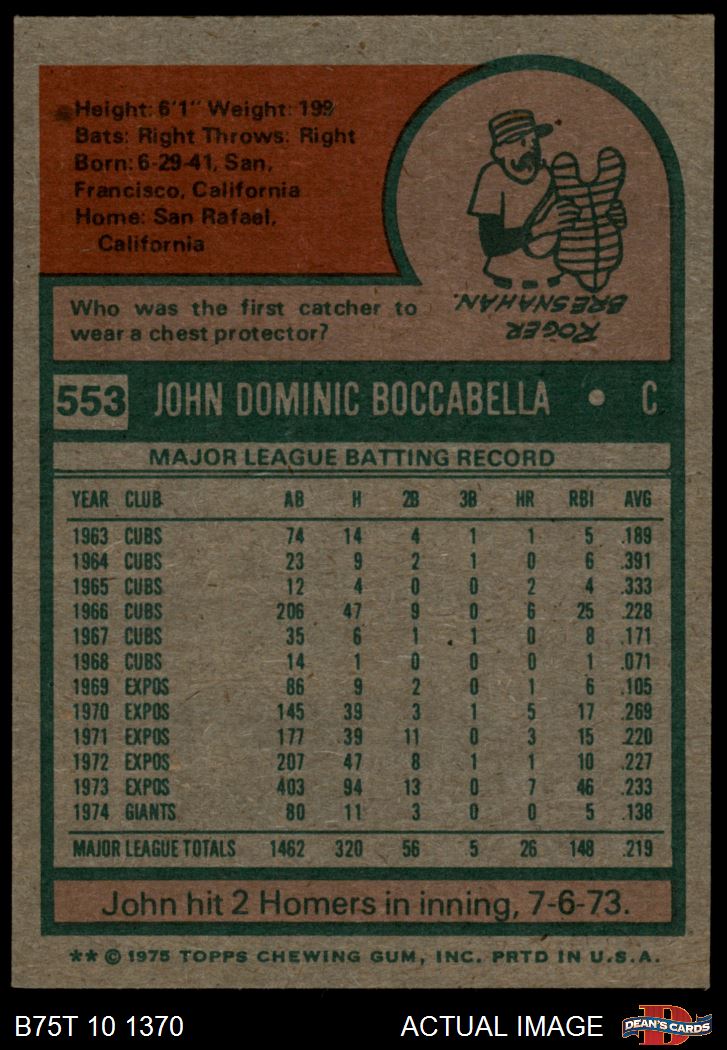 Height: 6'1" Weight: 199
Bats: Right Throws: Right
Born: 6-29-41, San,
Francisco, California
Home: San Rafael,
California
Who was the first catcher to
wear a chest protector?
ROGER
BRESNAHAN.
553 JOHN DOMINIC BOCCABELLA • C
MAJOR LEAGUE BATTING RECORD
YEAR CLUB AB H 2B 3B HR RBI AVG
1963 CUBS 74 14 4 1 1 5 .189
1964 CUBS 23 9 2 1 0 6 .391
1965 CUBS 12 4 0 0 2 4 .333
1966 CUBS 206 47 9 0 6 25 .228
1967 CUBS 35 6 1 1 0 8 .171
1968 CUBS 14 1 0 0 0 1 .071
1969 EXPOS 86 9 2 0 1 6 .105
1970 EXPOS 145 39 3 1 5 17 .269
1971 EXPOS 177 39 11 0 3 15 .220
1972 EXPOS 207 47 8 1 1 10 .227
1973 EXPOS 403 94 13 0 7 46 .233
1974 GIANTS 80 11 3 0 0 5 .138
MAJOR LEAGUE TOTALS 1462 320 56 5 26 148 .219
John hit 2 Homers in inning, 7-6-73.
** © 1975 TOPPS CHEWING GUM, INC. PRTD IN U.S.A.
B75T 10 1370 ACTUAL IMAGE D DEAN'S CARDS